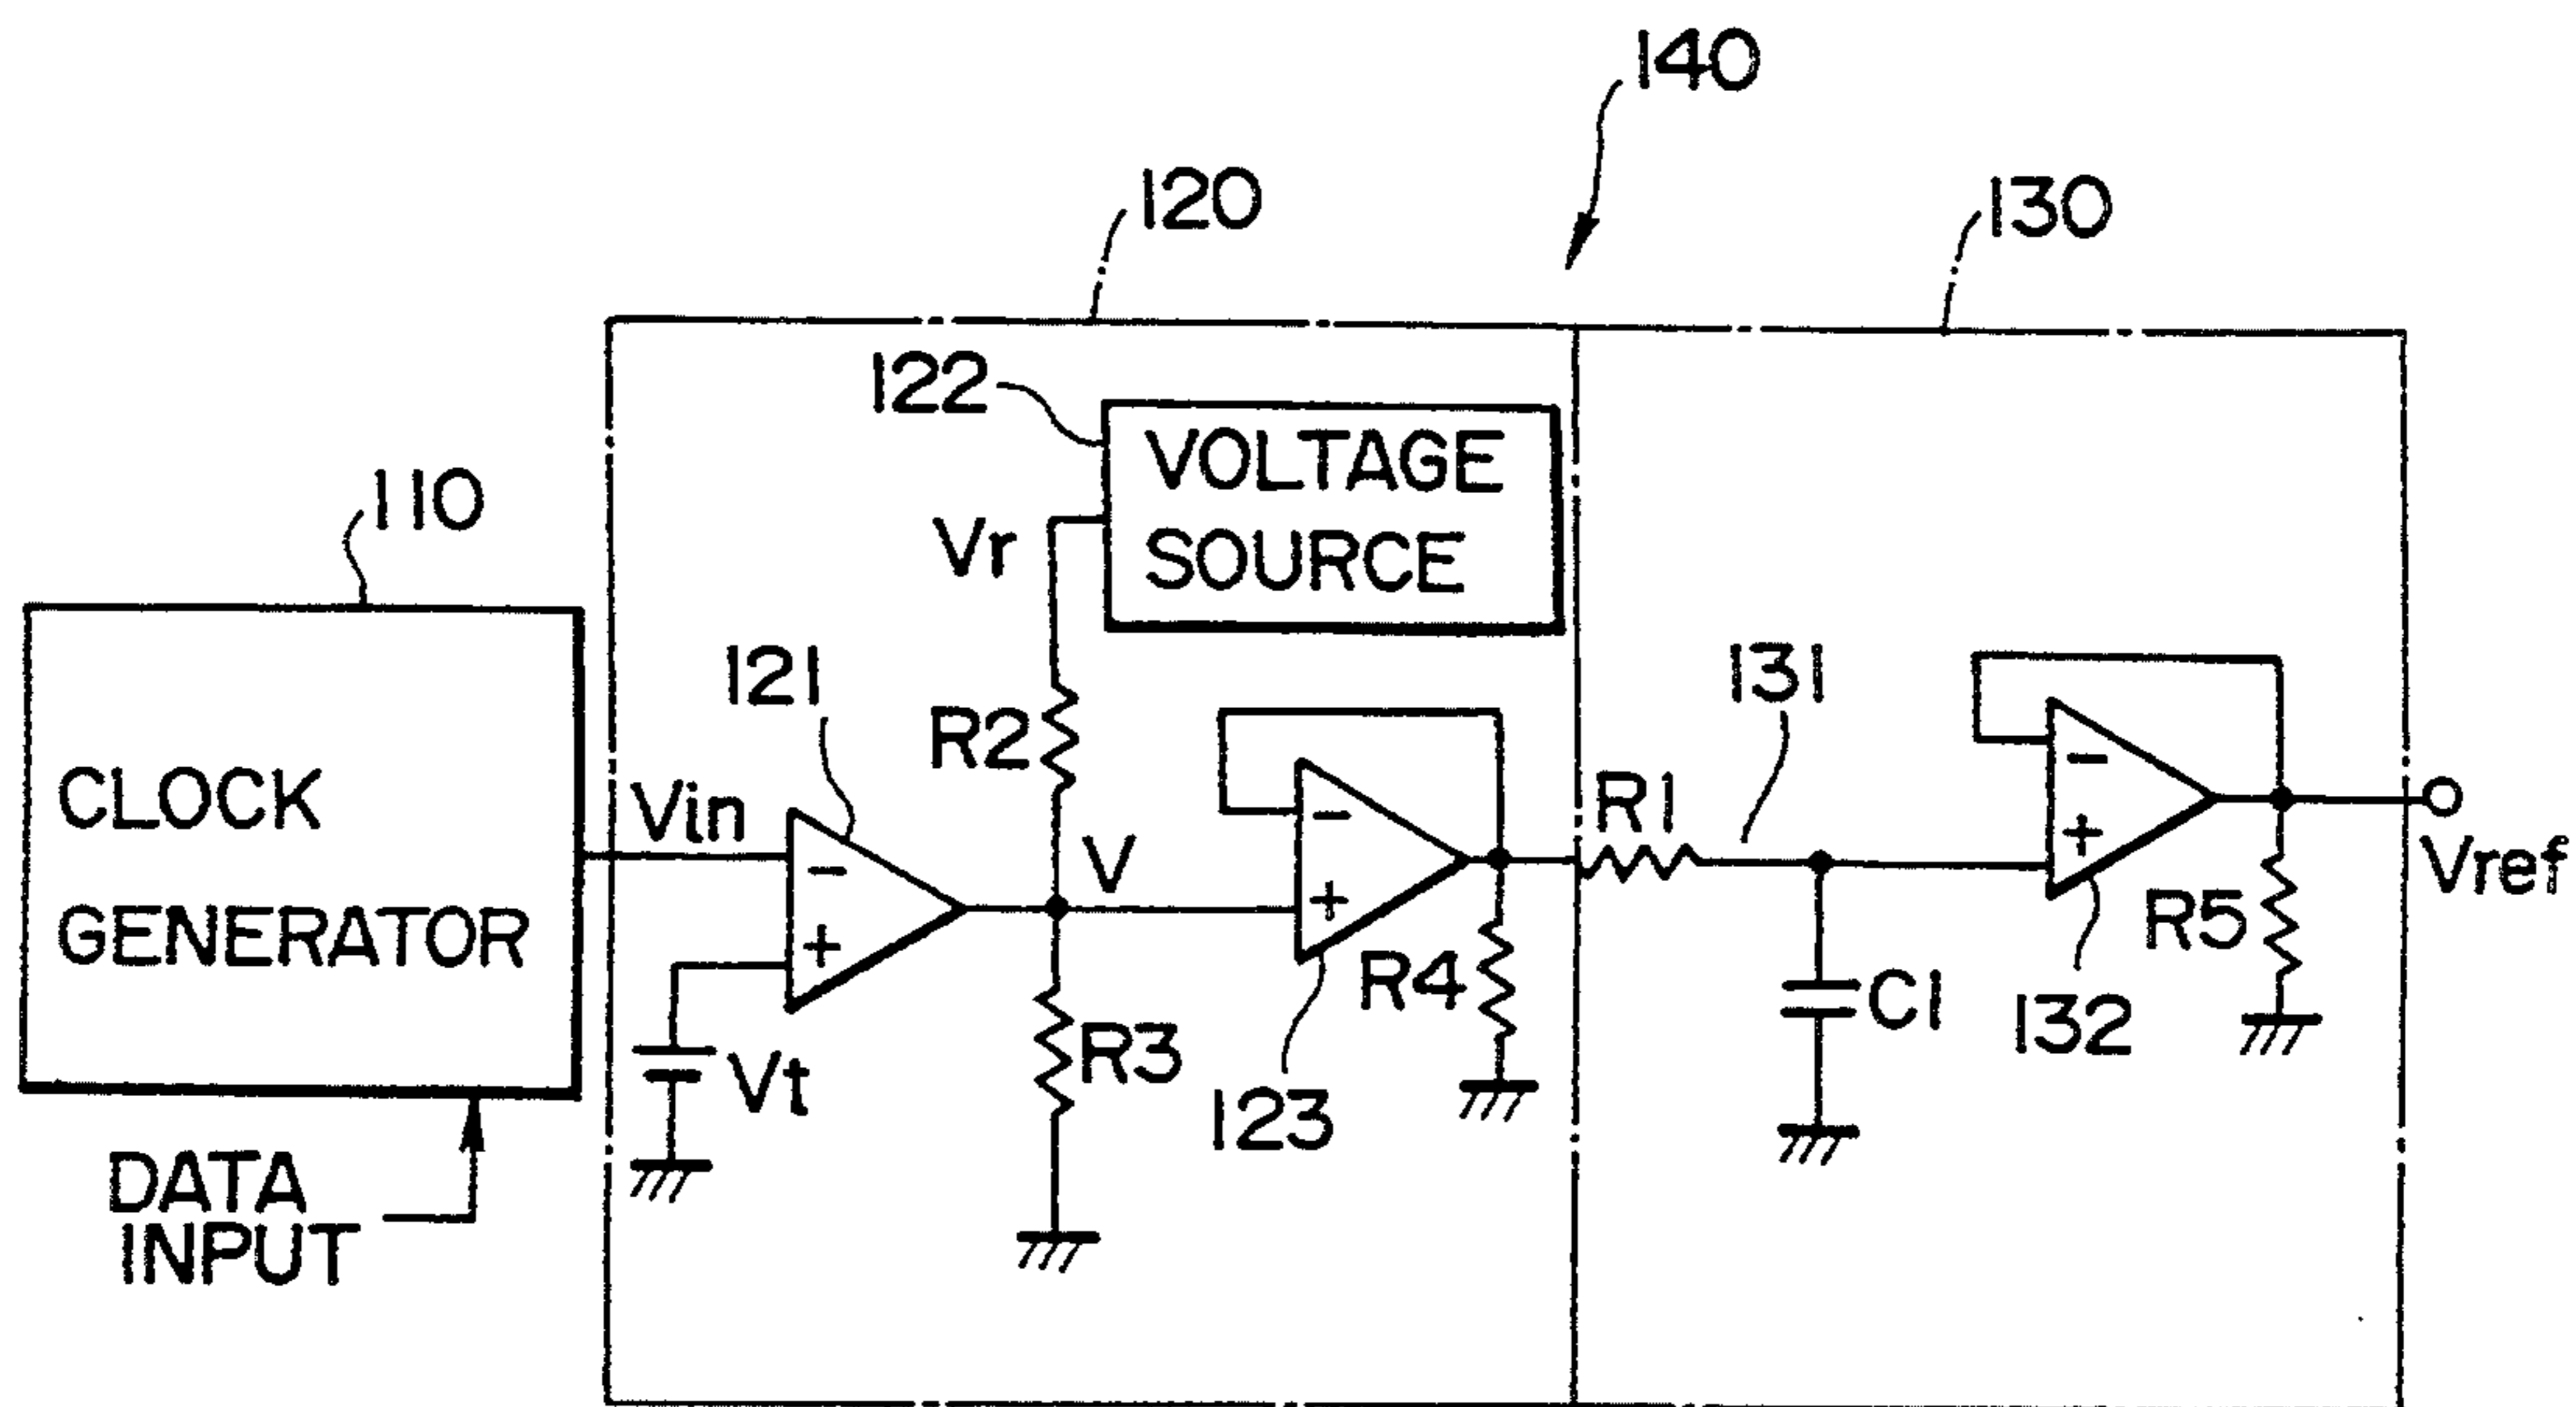 140
120
130
122
VOLTAGE
SOURCE
Vr
110
121
131
R2
R1
CLOCK
GENERATOR
Vin
−
+
V
−
+
−
+
Vref
R5
R4
C1
R3
Vt
123
132
DATA
INPUT